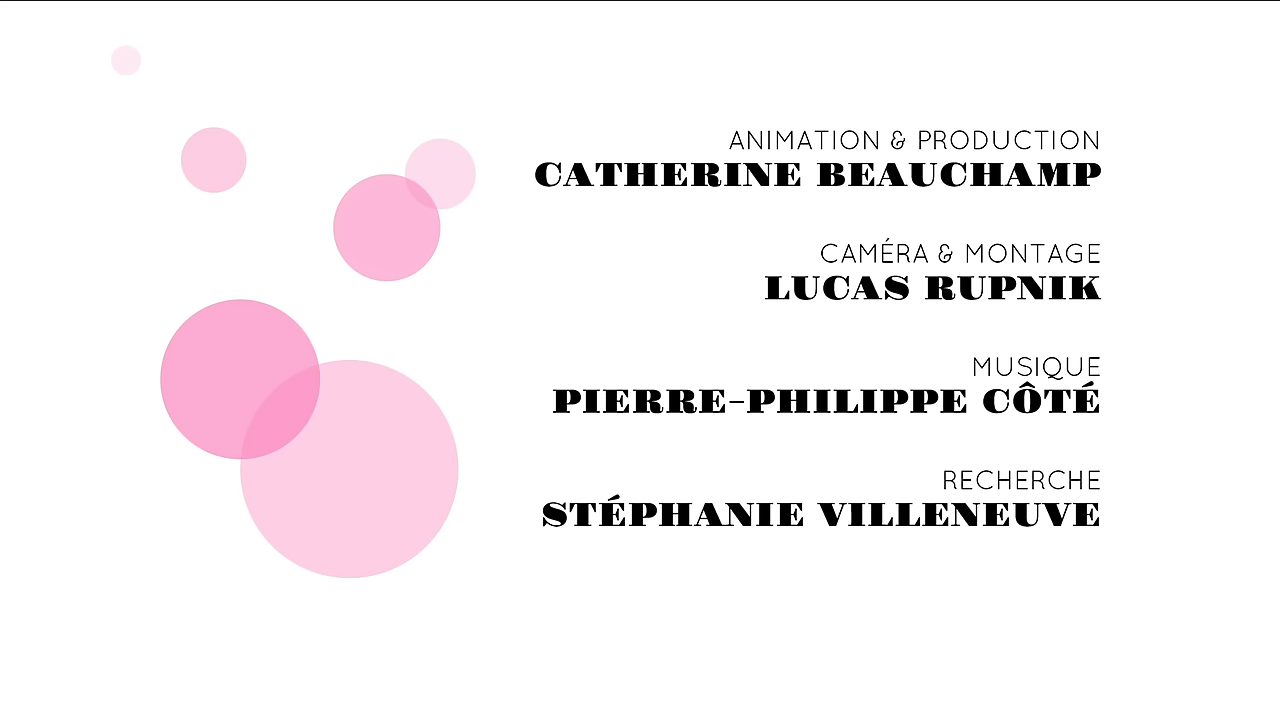 ANIMATION & PRODUCTION
CATHERINE BEAUCHAMP
CAMÉRA & MONTAGE
LUCAS RUPNIK
MUSIQUE
PIERRE-PHILIPPE CÔTÉ
RECHERCHE
STÉPHANIE VILLENEUVE